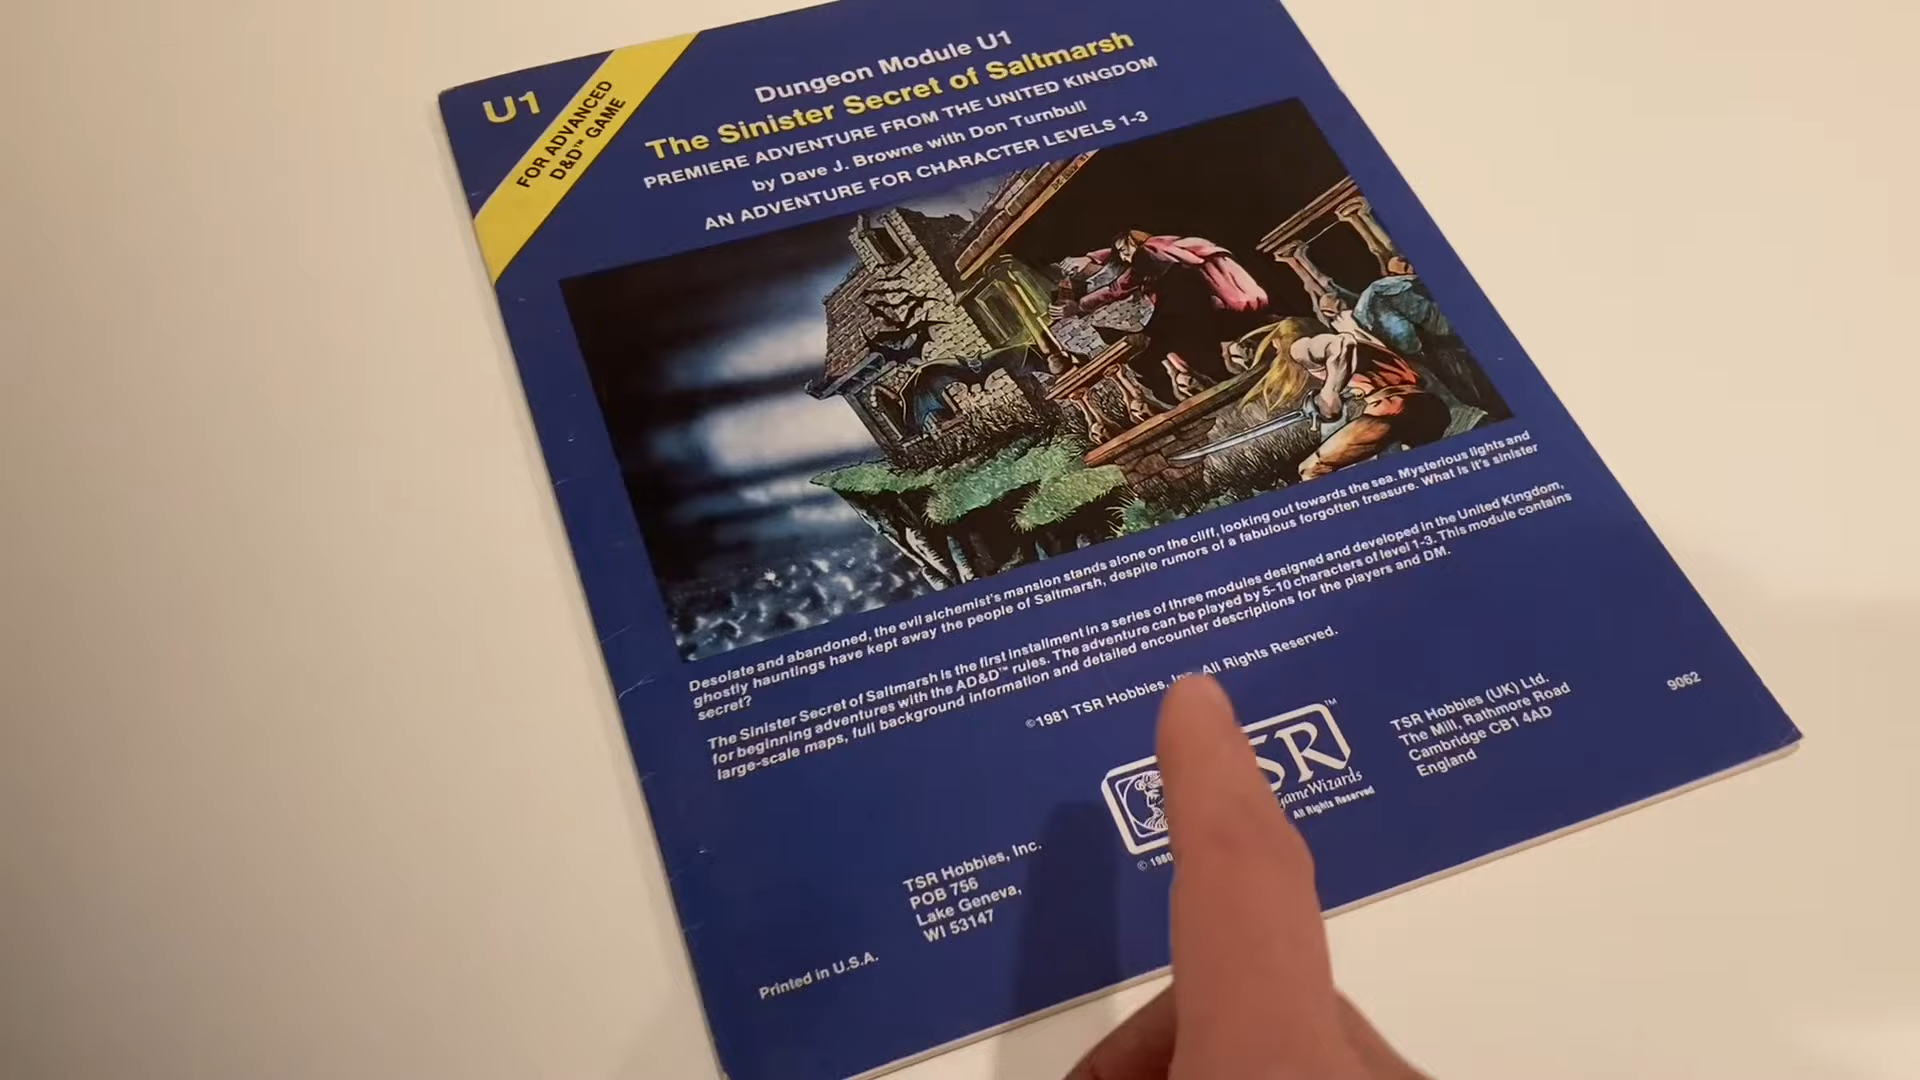 U1
FOR ADVANCED
D&D™ GAME
Dungeon Module U1
The Sinister Secret of Saltmarsh
PREMIERE ADVENTURE FROM THE UNITED KINGDOM
by Dave J. Browne with Don Turnbull
AN ADVENTURE FOR CHARACTER LEVELS 1-3
Desolate and abandoned, the evil alchemist's mansion stands alone on the cliff, looking out towards the sea. Mysterious lights and
ghostly hauntings have kept away the people of Saltmarsh, despite rumors of a fabulous forgotten treasure. What is it's sinister
secret?
The Sinister Secret of Saltmarsh is the first installment in a series of three modules designed and developed in the United Kingdom,
for beginning adventures with the AD&D™ rules. The adventure can be played by 5-10 characters of level 1-3. This module contains
large-scale maps, full background information and detailed encounter descriptions for the players and DM.
©1981 TSR Hobbies, Inc. All Rights Reserved.
SR™
GameWizards
All Rights Reserved
© 1980
TSR Hobbies (UK) Ltd.
The Mill, Rathmore Road
Cambridge CB1 4AD
England
9062
TSR Hobbies, Inc.
POB 756
Lake Geneva,
WI 53147
Printed in U.S.A.